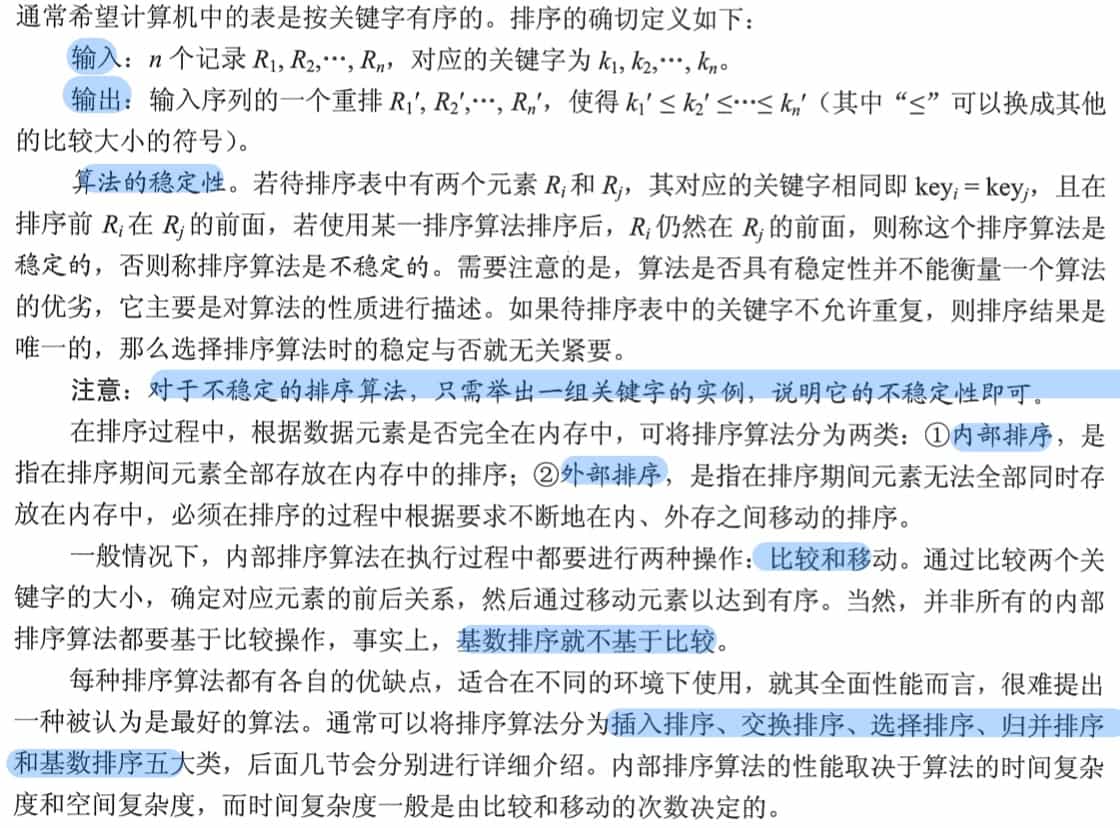 通常希望计算机中的表是按关键字有序的。排序的确切定义如下：
输入：n 个记录 R₁, R₂,⋯, Rₙ，对应的关键字为 k₁, k₂,⋯, kₙ。
输出：输入序列的一个重排 R₁′, R₂′,⋯, Rₙ′，使得 k₁′ ≤ k₂′ ≤⋯≤ kₙ′（其中“≤”可以换成其他
的比较大小的符号）。
算法的稳定性。若待排序表中有两个元素 Rᵢ 和 Rⱼ，其对应的关键字相同即 keyᵢ = keyⱼ，且在
排序前 Rᵢ 在 Rⱼ 的前面，若使用某一排序算法排序后，Rᵢ 仍然在 Rⱼ 的前面，则称这个排序算法是
稳定的，否则称排序算法是不稳定的。需要注意的是，算法是否具有稳定性并不能衡量一个算法
的优劣，它主要是对算法的性质进行描述。如果待排序表中的关键字不允许重复，则排序结果是
唯一的，那么选择排序算法时的稳定与否就无关紧要。
注意：对于不稳定的排序算法，只需举出一组关键字的实例，说明它的不稳定性即可。
在排序过程中，根据数据元素是否完全在内存中，可将排序算法分为两类：①内部排序，是
指在排序期间元素全部存放在内存中的排序；②外部排序，是指在排序期间元素无法全部同时存
放在内存中，必须在排序的过程中根据要求不断地在内、外存之间移动的排序。
一般情况下，内部排序算法在执行过程中都要进行两种操作：比较和移动。通过比较两个关
键字的大小，确定对应元素的前后关系，然后通过移动元素以达到有序。当然，并非所有的内部
排序算法都要基于比较操作，事实上，基数排序就不基于比较。
每种排序算法都有各自的优缺点，适合在不同的环境下使用，就其全面性能而言，很难提出
一种被认为是最好的算法。通常可以将排序算法分为插入排序、交换排序、选择排序、归并排序
和基数排序五大类，后面几节会分别进行详细介绍。内部排序算法的性能取决于算法的时间复杂
度和空间复杂度，而时间复杂度一般是由比较和移动的次数决定的。